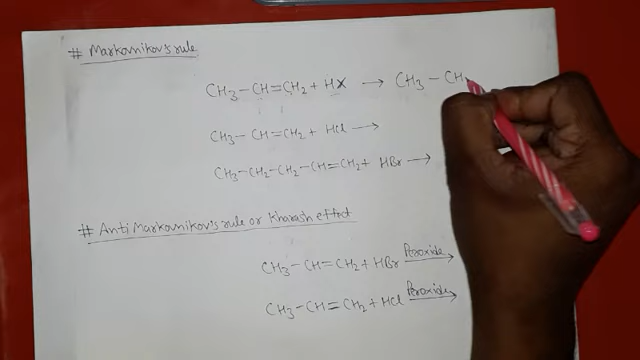 # Markovnikov's rule
CH₃-CH=CH₂ + HX → CH₃-CH
CH₃-CH=CH₂ + HCl →
CH₃-CH₂-CH₂-CH=CH₂ + HBr →
# Anti Markovnikov's rule or Kharash effect
CH₃-CH=CH₂ + HBr Peroxide→
CH₃-CH=CH₂ + HCl Peroxide→